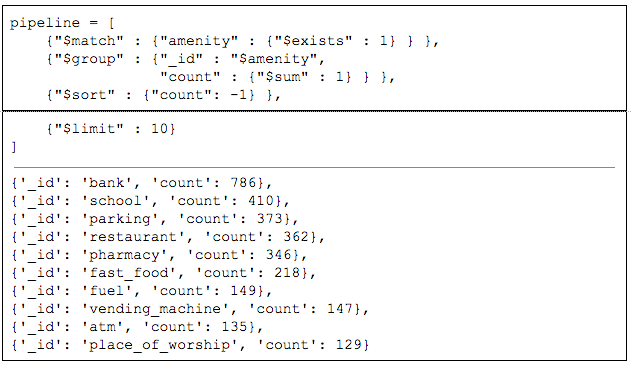 pipeline = [
    {"$match" : {"amenity" : {"$exists" : 1} } },
    {"$group" : {"_id" : "$amenity",
                 "count" : {"$sum" : 1} } },
    {"$sort" : {"count": -1} },
    {"$limit" : 10}
]
{'_id': 'bank', 'count': 786},
{'_id': 'school', 'count': 410},
{'_id': 'parking', 'count': 373},
{'_id': 'restaurant', 'count': 362},
{'_id': 'pharmacy', 'count': 346},
{'_id': 'fast_food', 'count': 218},
{'_id': 'fuel', 'count': 149},
{'_id': 'vending_machine', 'count': 147},
{'_id': 'atm', 'count': 135},
{'_id': 'place_of_worship', 'count': 129}